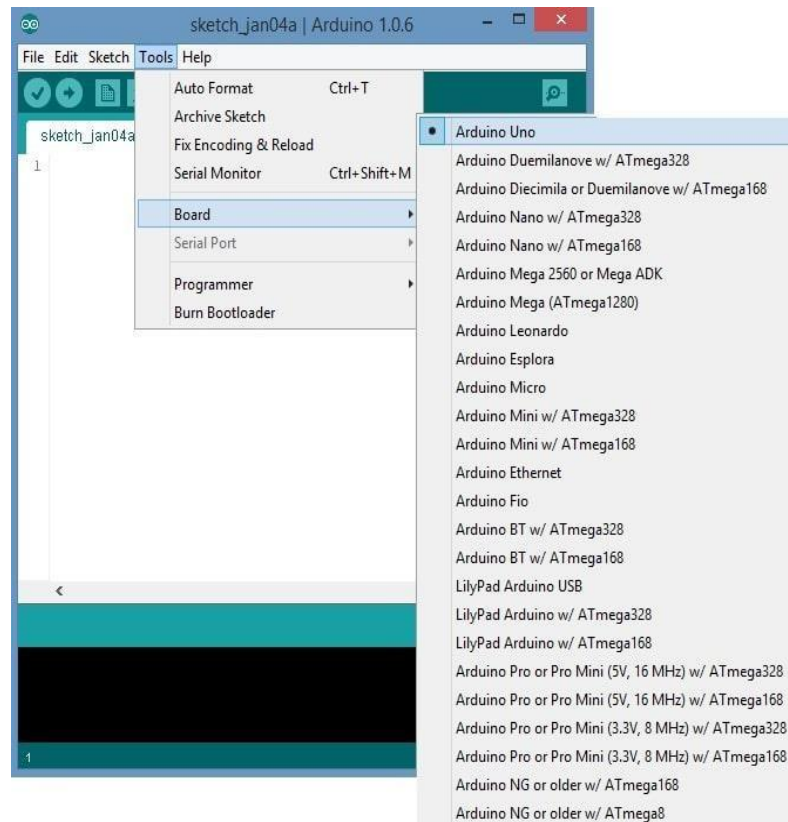 sketch_jan04a | Arduino 1.0.6
File Edit Sketch Tools Help
Auto Format Ctrl+T
Archive Sketch
Fix Encoding & Reload
Serial Monitor Ctrl+Shift+M
Board
Serial Port
Programmer
Burn Bootloader
sketch_jan04a
1
Arduino Uno
Arduino Duemilanove w/ ATmega328
Arduino Diecimila or Duemilanove w/ ATmega168
Arduino Nano w/ ATmega328
Arduino Nano w/ ATmega168
Arduino Mega 2560 or Mega ADK
Arduino Mega (ATmega1280)
Arduino Leonardo
Arduino Esplora
Arduino Micro
Arduino Mini w/ ATmega328
Arduino Mini w/ ATmega168
Arduino Ethernet
Arduino Fio
Arduino BT w/ ATmega328
Arduino BT w/ ATmega168
LilyPad Arduino USB
LilyPad Arduino w/ ATmega328
LilyPad Arduino w/ ATmega168
Arduino Pro or Pro Mini (5V, 16 MHz) w/ ATmega328
Arduino Pro or Pro Mini (5V, 16 MHz) w/ ATmega168
Arduino Pro or Pro Mini (3.3V, 8 MHz) w/ ATmega328
Arduino Pro or Pro Mini (3.3V, 8 MHz) w/ ATmega168
Arduino NG or older w/ ATmega168
Arduino NG or older w/ ATmega8
1